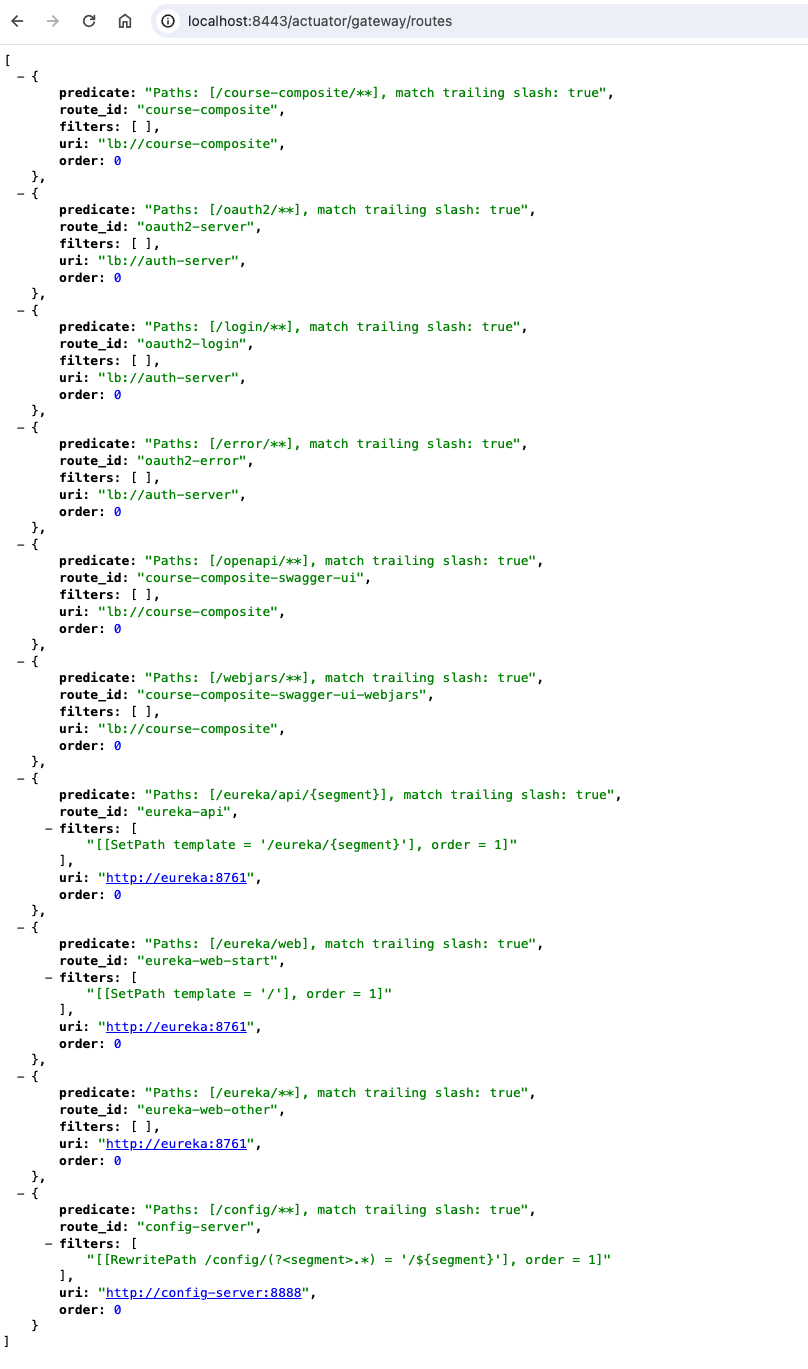 localhost:8443/actuator/gateway/routes
[
– {
predicate: "Paths: [/course-composite/**], match trailing slash: true",
route_id: "course-composite",
filters: [ ],
uri: "lb://course-composite",
order: 0
},
– {
predicate: "Paths: [/oauth2/**], match trailing slash: true",
route_id: "oauth2-server",
filters: [ ],
uri: "lb://auth-server",
order: 0
},
– {
predicate: "Paths: [/login/**], match trailing slash: true",
route_id: "oauth2-login",
filters: [ ],
uri: "lb://auth-server",
order: 0
},
– {
predicate: "Paths: [/error/**], match trailing slash: true",
route_id: "oauth2-error",
filters: [ ],
uri: "lb://auth-server",
order: 0
},
– {
predicate: "Paths: [/openapi/**], match trailing slash: true",
route_id: "course-composite-swagger-ui",
filters: [ ],
uri: "lb://course-composite",
order: 0
},
– {
predicate: "Paths: [/webjars/**], match trailing slash: true",
route_id: "course-composite-swagger-ui-webjars",
filters: [ ],
uri: "lb://course-composite",
order: 0
},
– {
predicate: "Paths: [/eureka/api/{segment}], match trailing slash: true",
route_id: "eureka-api",
– filters: [
"[[SetPath template = '/eureka/{segment}'], order = 1]"
],
uri: "http://eureka:8761",
order: 0
},
– {
predicate: "Paths: [/eureka/web], match trailing slash: true",
route_id: "eureka-web-start",
– filters: [
"[[SetPath template = '/'], order = 1]"
],
uri: "http://eureka:8761",
order: 0
},
– {
predicate: "Paths: [/eureka/**], match trailing slash: true",
route_id: "eureka-web-other",
filters: [ ],
uri: "http://eureka:8761",
order: 0
},
– {
predicate: "Paths: [/config/**], match trailing slash: true",
route_id: "config-server",
– filters: [
"[[RewritePath /config/(?<segment>.*) = '/${segment}'], order = 1]"
],
uri: "http://config-server:8888",
order: 0
}
]